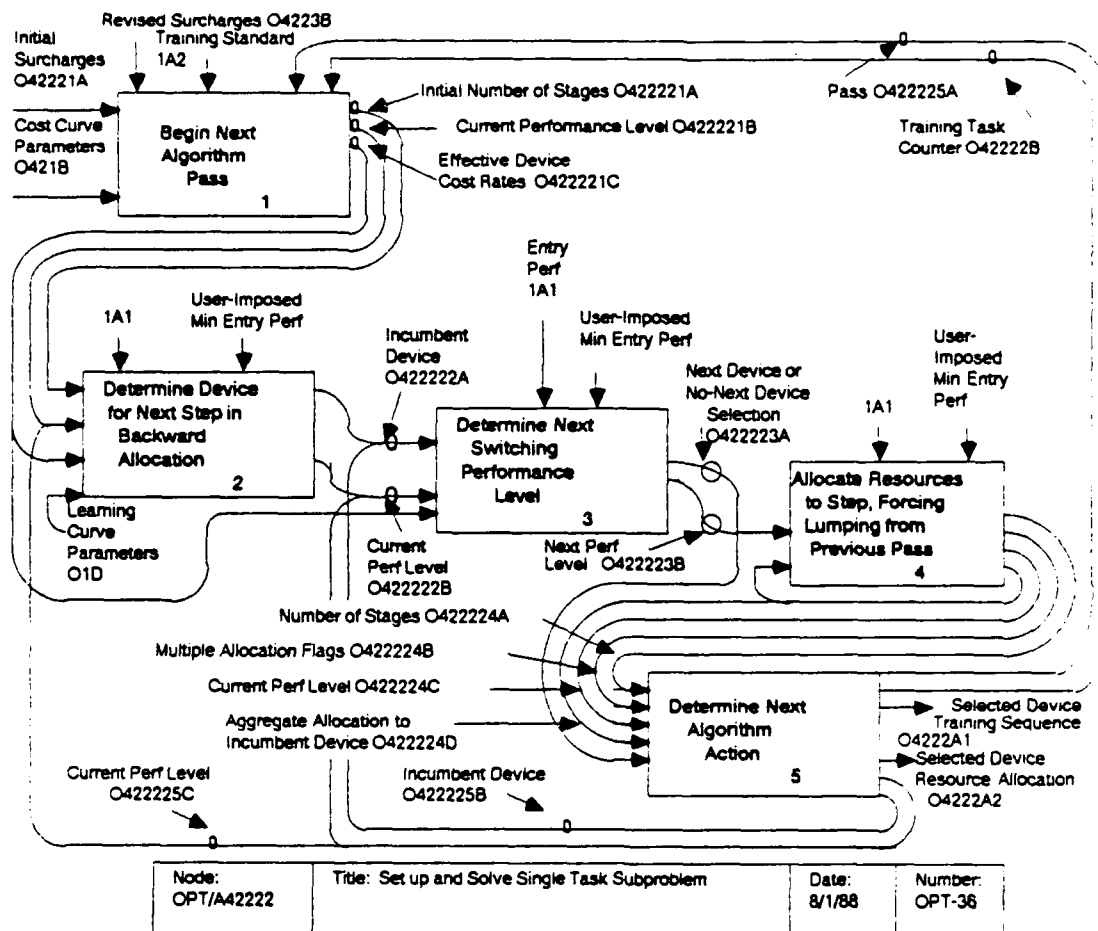 Revised Surcharges O4223B
Initial
Surcharges
O42221A
Training Standard
1A2
Cost Curve
Parameters
O421B
Begin Next
Algorithm
Pass
1
Initial Number of Stages O422221A
Current Performance Level O422221B
Effective Device
Cost Rates O422221C
Pass O422225A
Training Task
Counter O42222B
1A1
User-Imposed
Min Entry Perf
Determine Device
for Next Step in
Backward
Allocation
2
Learning
Curve
Parameters
O1D
Incumbent
Device
O422222A
Current
Perf Level
O422222B
Entry
Perf
1A1
User-Imposed
Min Entry Perf
Determine Next
Switching
Performance
Level
3
Next Device or
No-Next Device
Selection
O422223A
Next Perf
Level O422223B
1A1
User-
Imposed
Min Entry
Perf
Allocate Resources
to Step, Forcing
Lumping from
Previous Pass
4
Number of Stages O422224A
Multiple Allocation Flags O422224B
Current Perf Level O422224C
Aggregate Allocation to
Incumbent Device O422224D
Determine Next
Algorithm
Action
5
Selected Device
Training Sequence
O4222A1
Selected Device
Resource Allocation
O4222A2
Current Perf Level
O422225C
Incumbent Device
O422225B
Node:
OPT/A42222
Title: Set up and Solve Single Task Subproblem
Date:
8/1/88
Number:
OPT-36